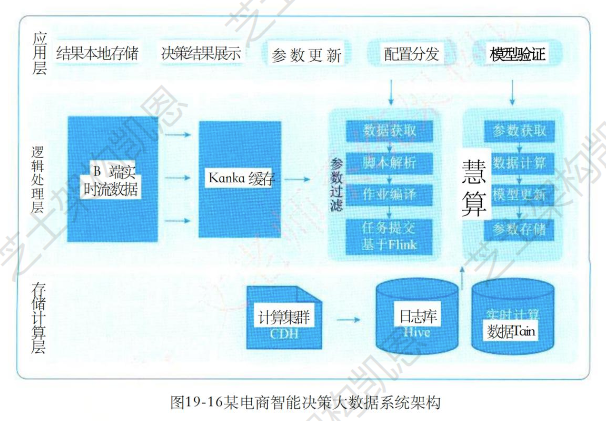 应用层
结果本地存储
决策结果展示
参数更新
配置分发
模型验证
逻辑处理层
B 端实
时流数据
Kanka 缓存
参数过滤
数据获取
脚本解析
作业编译
任务提交
基于Flink
慧算
参数获取
数据计算
模型更新
参数存储
存储计算层
计算集群
CDH
日志库
Hive
实时计算
数据Tain
图19-16某电商智能决策大数据系统架构
芝士架构凯恩